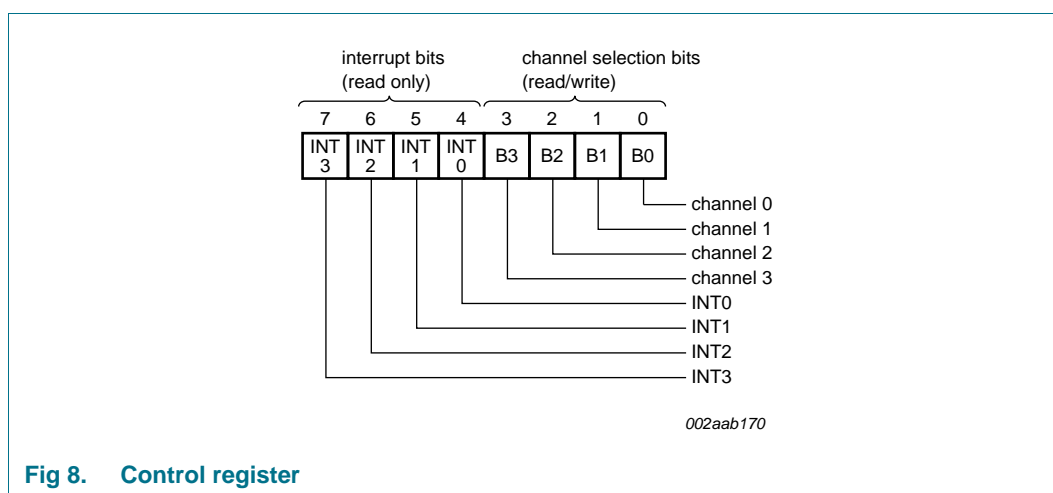 interrupt bits
(read only)
channel selection bits
(read/write)
7 6 5 4 3 2 1 0
INT
3
INT
2
INT
1
INT
0
B3 B2 B1 B0
channel 0
channel 1
channel 2
channel 3
INT0
INT1
INT2
INT3
002aab170
Fig 8. Control register